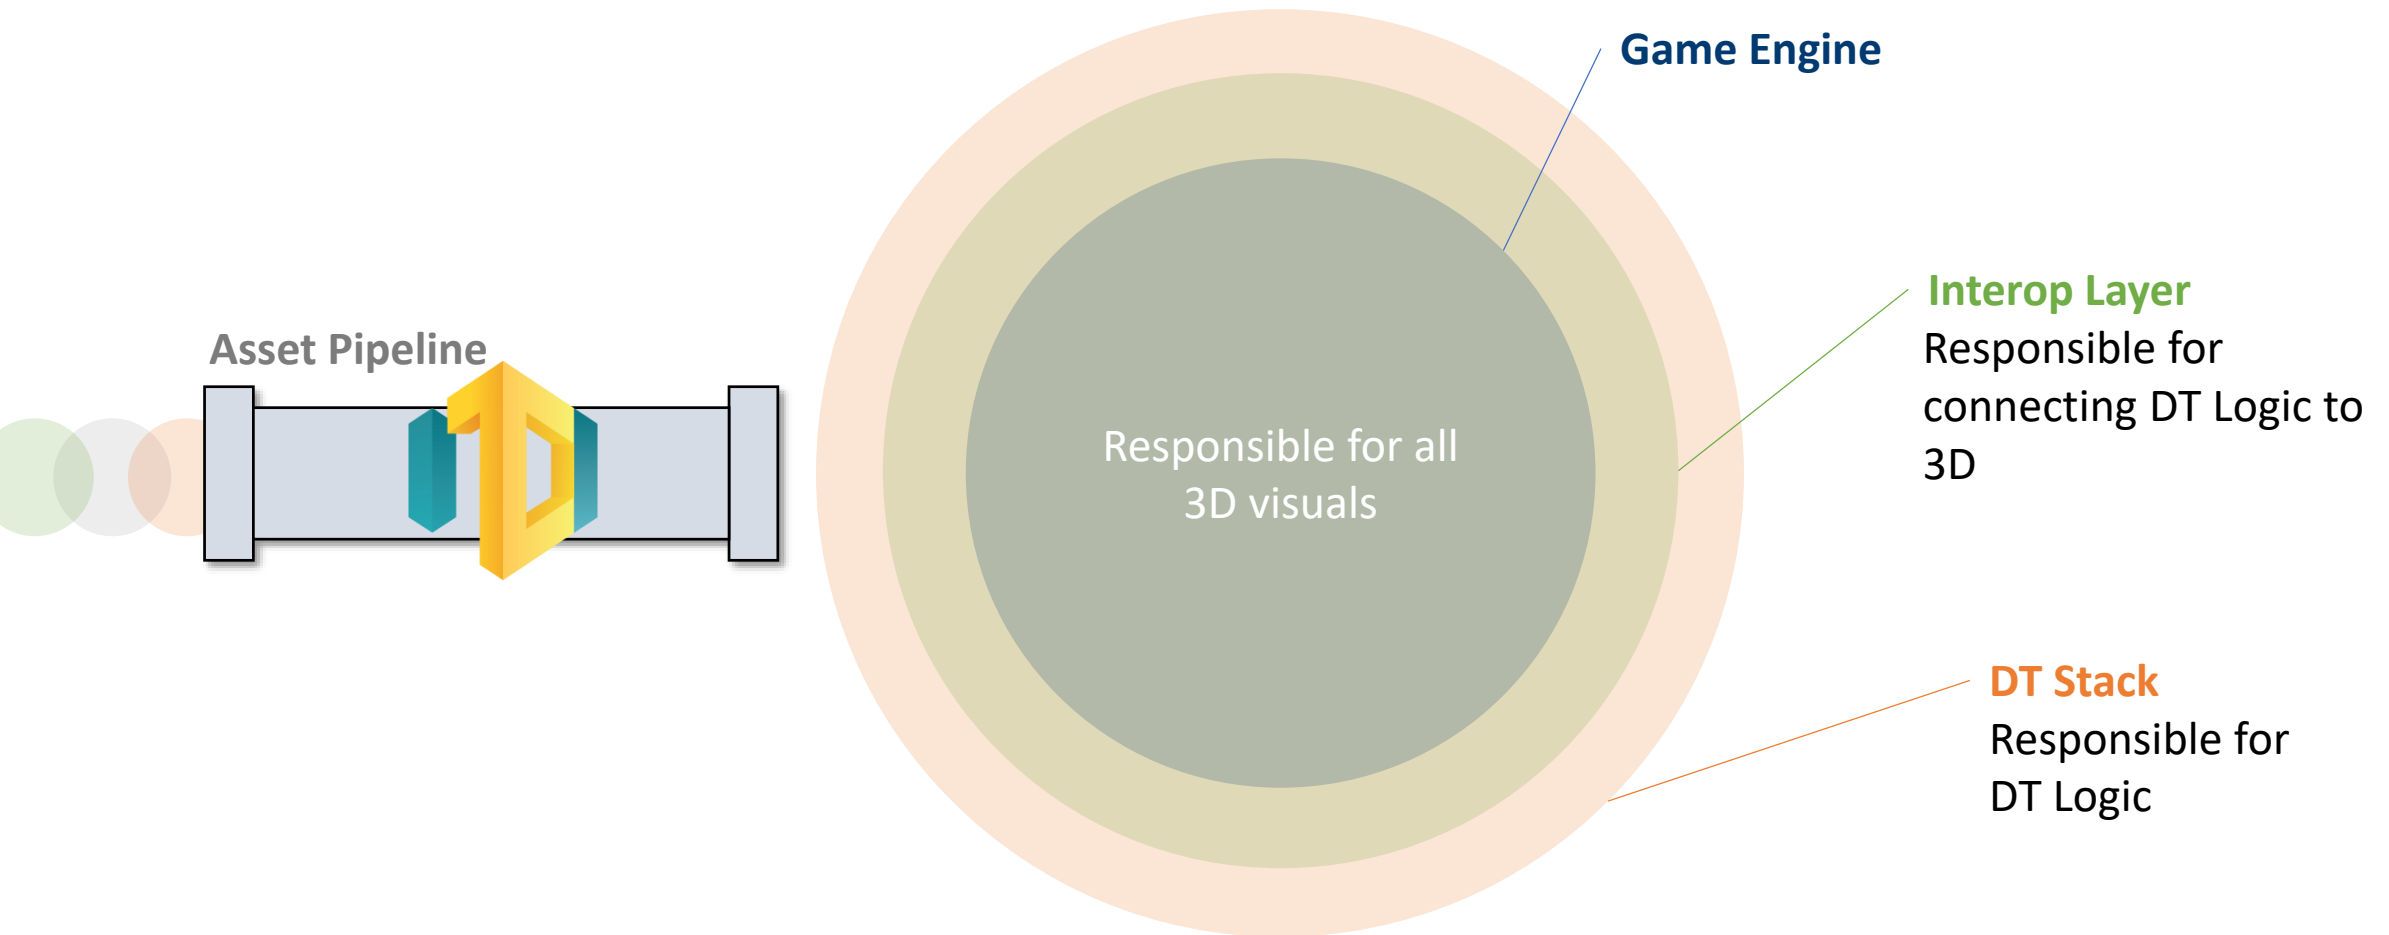 Game Engine
Asset Pipeline
Responsible for all
3D visuals
Interop Layer
Responsible for
connecting DT Logic to
3D
DT Stack
Responsible for
DT Logic